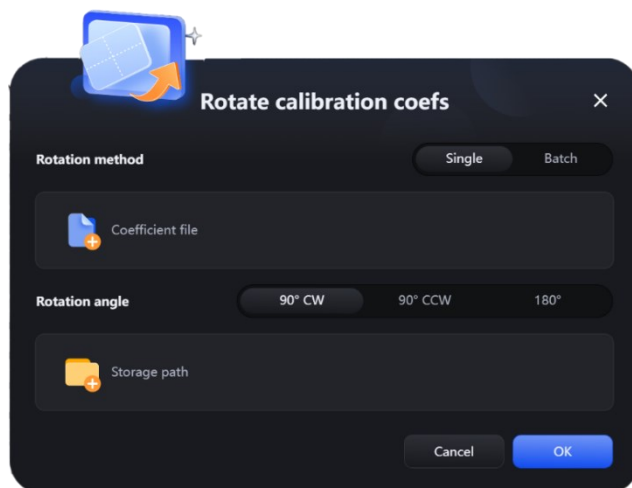 Rotate calibration coefs
Rotation method
Single
Batch
Coefficient file
Rotation angle
90° CW
90° CCW
180°
Storage path
Cancel
OK